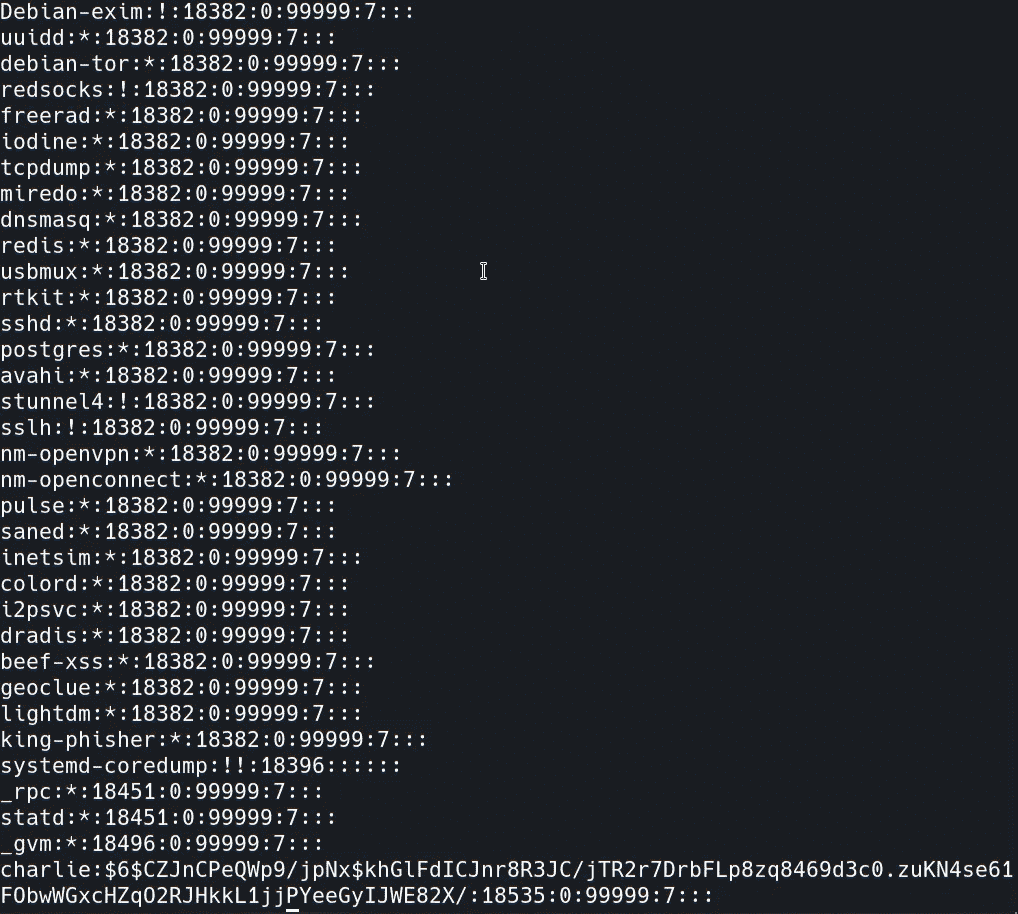 Debian-exim:!:18382:0:99999:7:::
uuidd:*:18382:0:99999:7:::
debian-tor:*:18382:0:99999:7:::
redsocks:!:18382:0:99999:7:::
freerad:*:18382:0:99999:7:::
iodine:*:18382:0:99999:7:::
tcpdump:*:18382:0:99999:7:::
miredo:*:18382:0:99999:7:::
dnsmasq:*:18382:0:99999:7:::
redis:*:18382:0:99999:7:::
usbmux:*:18382:0:99999:7:::
rtkit:*:18382:0:99999:7:::
sshd:*:18382:0:99999:7:::
postgres:*:18382:0:99999:7:::
avahi:*:18382:0:99999:7:::
stunnel4:!:18382:0:99999:7:::
sslh:!:18382:0:99999:7:::
nm-openvpn:*:18382:0:99999:7:::
nm-openconnect:*:18382:0:99999:7:::
pulse:*:18382:0:99999:7:::
saned:*:18382:0:99999:7:::
inetsim:*:18382:0:99999:7:::
colord:*:18382:0:99999:7:::
i2psvc:*:18382:0:99999:7:::
dradis:*:18382:0:99999:7:::
beef-xss:*:18382:0:99999:7:::
geoclue:*:18382:0:99999:7:::
lightdm:*:18382:0:99999:7:::
king-phisher:*:18382:0:99999:7:::
systemd-coredump:!!:18396::::::
_rpc:*:18451:0:99999:7:::
statd:*:18451:0:99999:7:::
_gvm:*:18496:0:99999:7:::
charlie:$6$CZJnCPeQWp9/jpNx$khGlFdICJnr8R3JC/jTR2r7DrbFLp8zq8469d3c0.zuKN4se61
FObwWGxcHZqO2RJHkkL1jjPYeeGyIJWE82X/:18535:0:99999:7:::